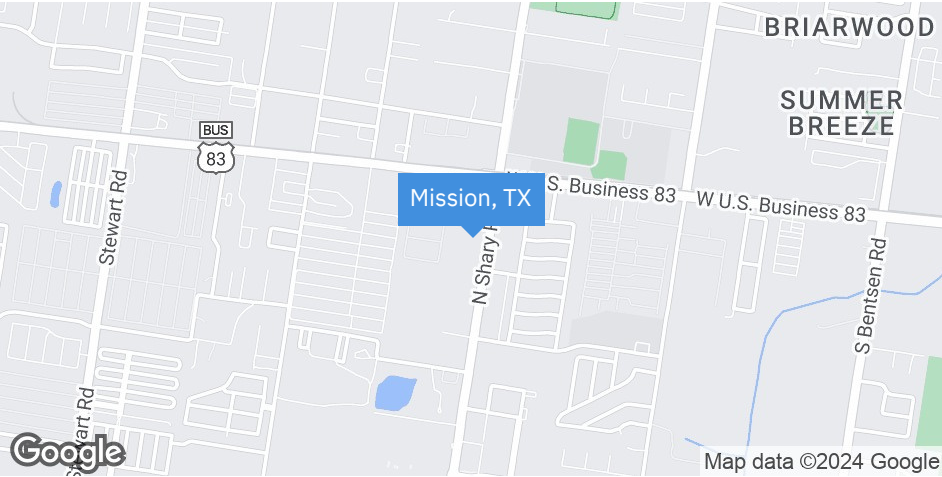 BRIARWOOD
SUMMER
BREEZE
BUS
83
Mission, TX
U.S. Business 83
W U.S. Business 83
Stewart Rd
N Shary
S Bentsen Rd
Stewart Rd
Google
Map data ©2024 Google